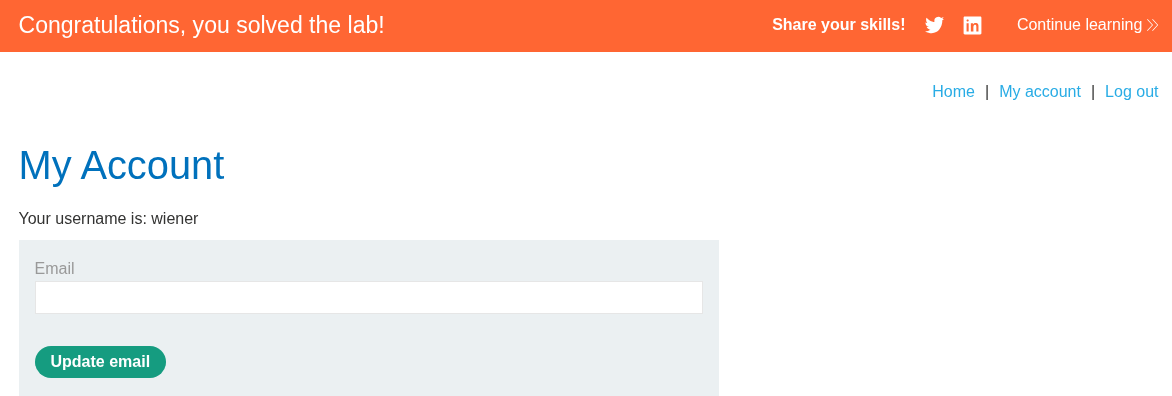 Congratulations, you solved the lab! Share your skills! Continue learning
Home | My account | Log out
My Account
Your username is: wiener
Email
Update email